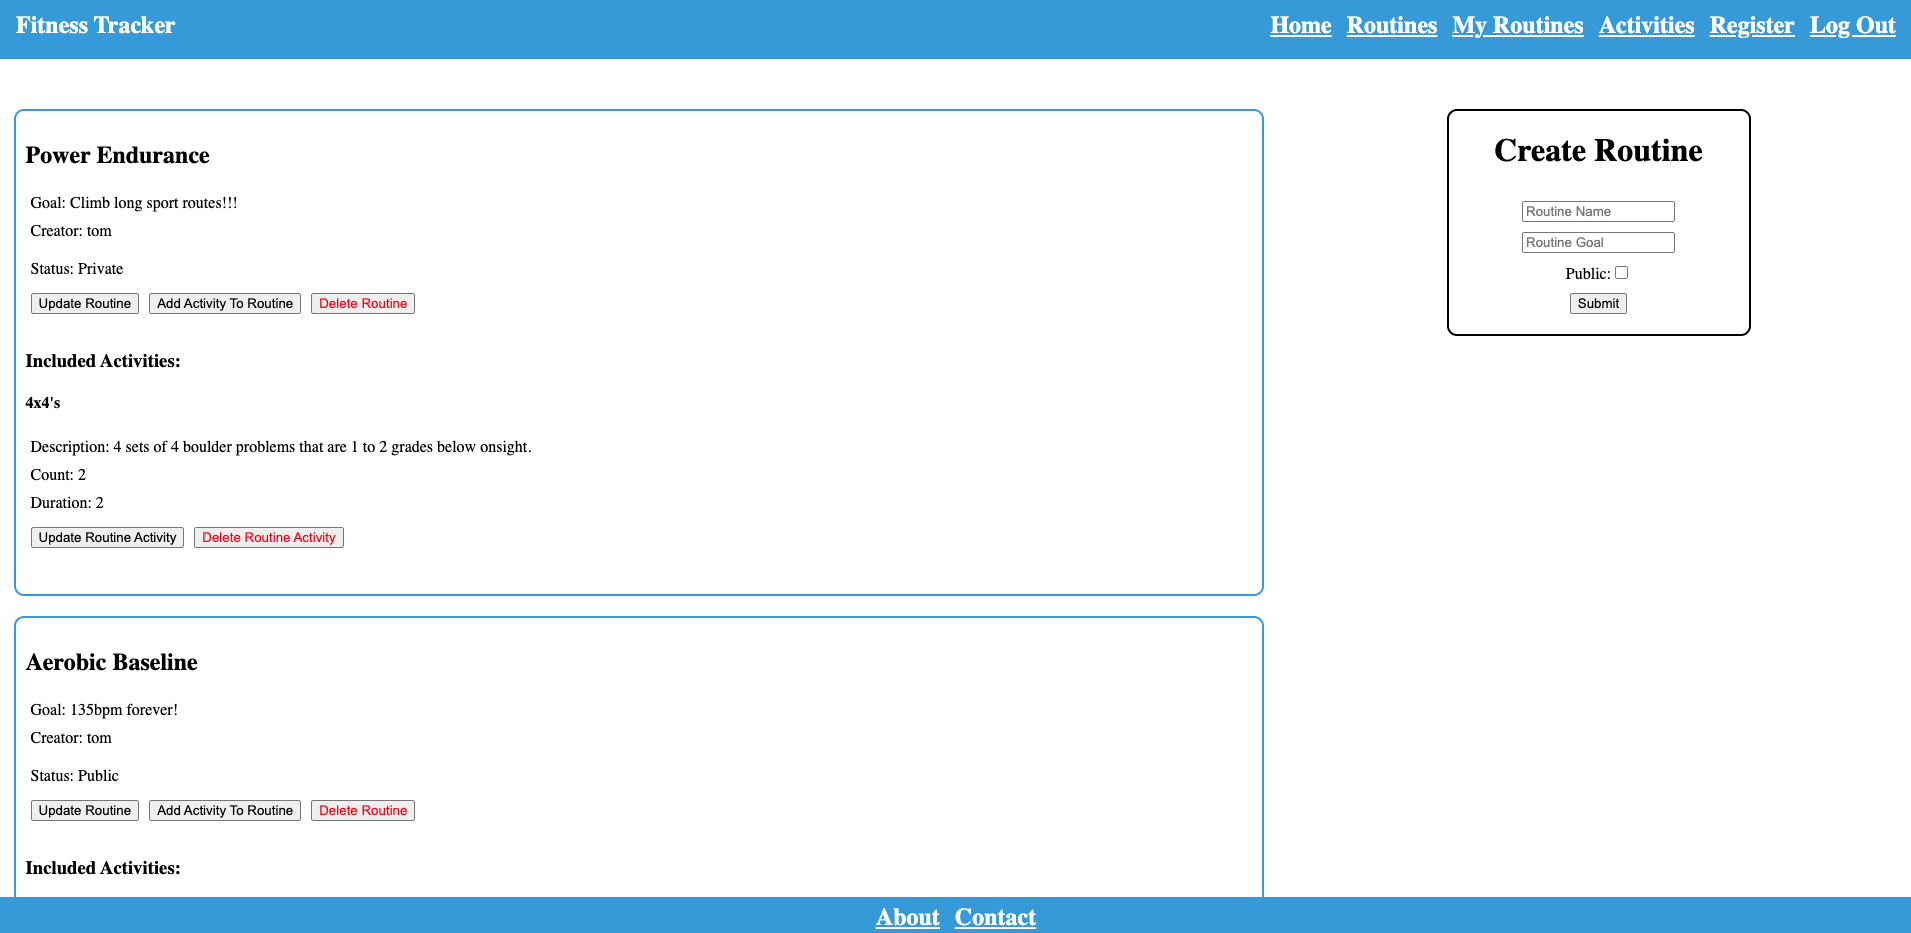 Fitness Tracker
Home Routines My Routines Activities Register Log Out
Power Endurance
Goal: Climb long sport routes!!!
Creator: tom
Status: Private
Update Routine Add Activity To Routine Delete Routine
Included Activities:
4x4's
Description: 4 sets of 4 boulder problems that are 1 to 2 grades below onsight.
Count: 2
Duration: 2
Update Routine Activity Delete Routine Activity
Aerobic Baseline
Goal: 135bpm forever!
Creator: tom
Status: Public
Update Routine Add Activity To Routine Delete Routine
Included Activities:
Create Routine
Routine Name
Routine Goal
Public:
Submit
About Contact